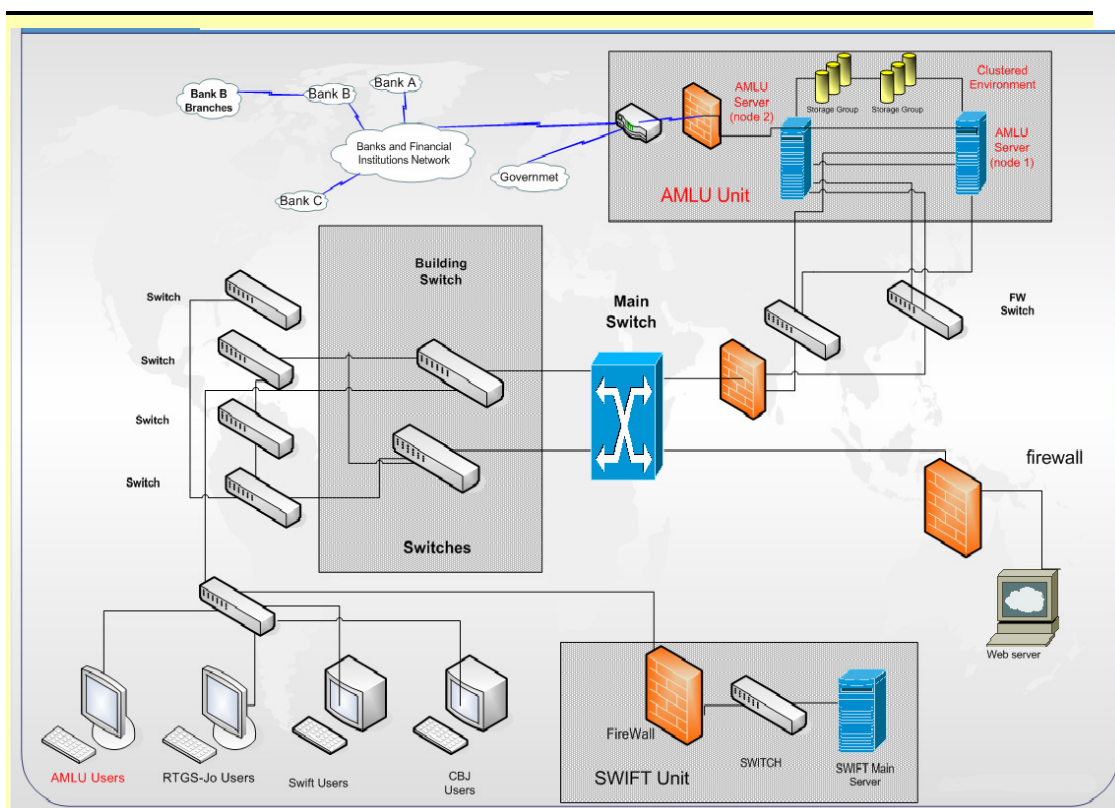 Bank B
Branches
Bank B
Bank A
Banks and Financial
Institutions Network
Bank C
Governmet
AMLU
Server
(node 2)
Storage Group
Storage Group
Clustered
Environment
AMLU
Server
(node 1)
AMLU Unit
Building
Switch
Switch
Switch
Switch
Switch
Switches
Main
Switch
FW
Switch
firewall
Web server
AMLU Users
RTGS-Jo Users
Swift Users
CBJ
Users
FireWall
SWITCH
SWIFT Main
Server
SWIFT Unit